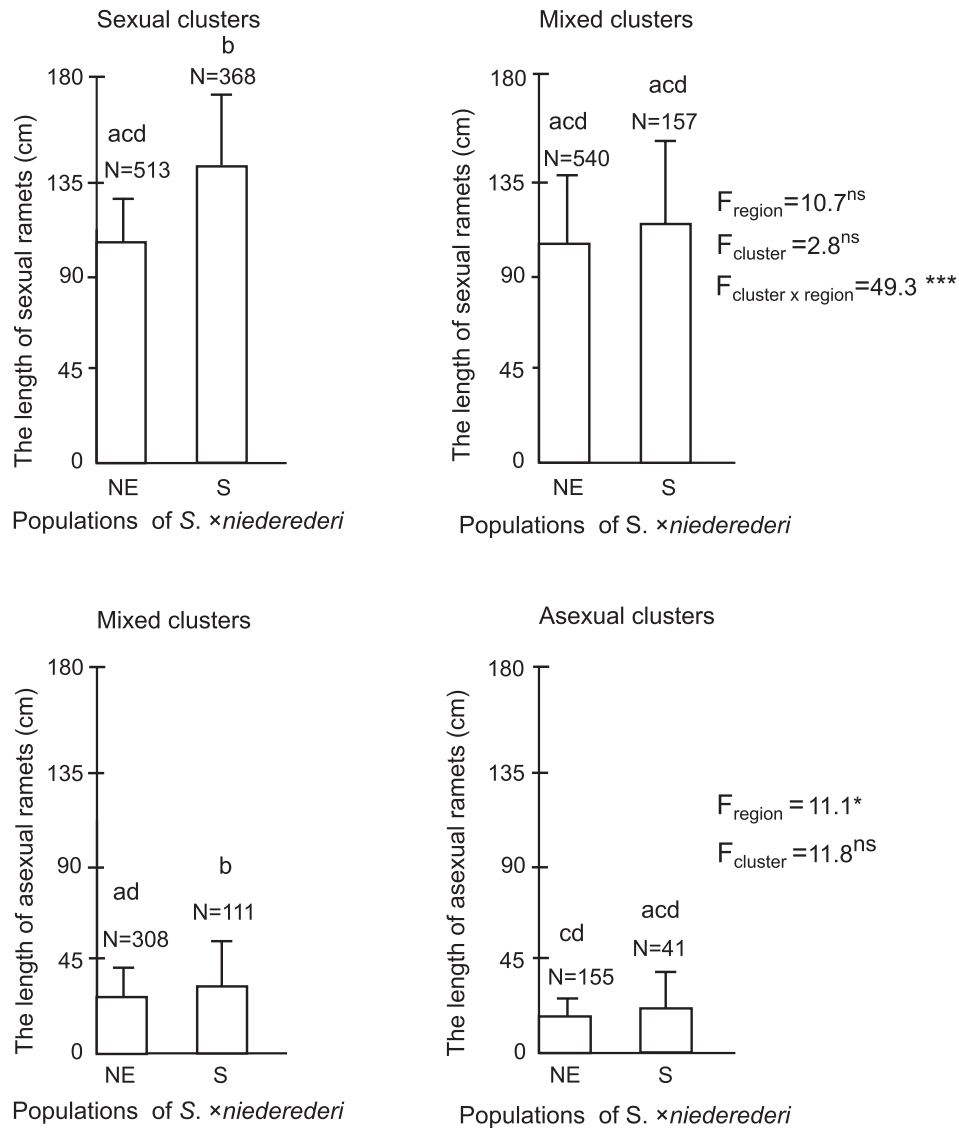 Sexual clusters
b
N=368
acd
N=513
180
135
90
45
0
The length of sexual ramets (cm)
NE S
Populations of S. ×niederederi
Mixed clusters
acd
N=157
acd
N=540
180
135
90
45
0
The length of sexual ramets (cm)
NE S
Populations of S. ×niederederi
Fregion=10.7ns
Fcluster =2.8ns
Fcluster x region=49.3 ***
Mixed clusters
180
135
90
45
0
The length of asexual ramets (cm)
b
ad
N=111
N=308
NE S
Populations of S. ×niederederi
Asexual clusters
180
135
90
45
0
The length of asexual ramets (cm)
acd
cd
N=41
N=155
NE S
Populations of S. ×niederederi
Fregion = 11.1*
Fcluster =11.8ns